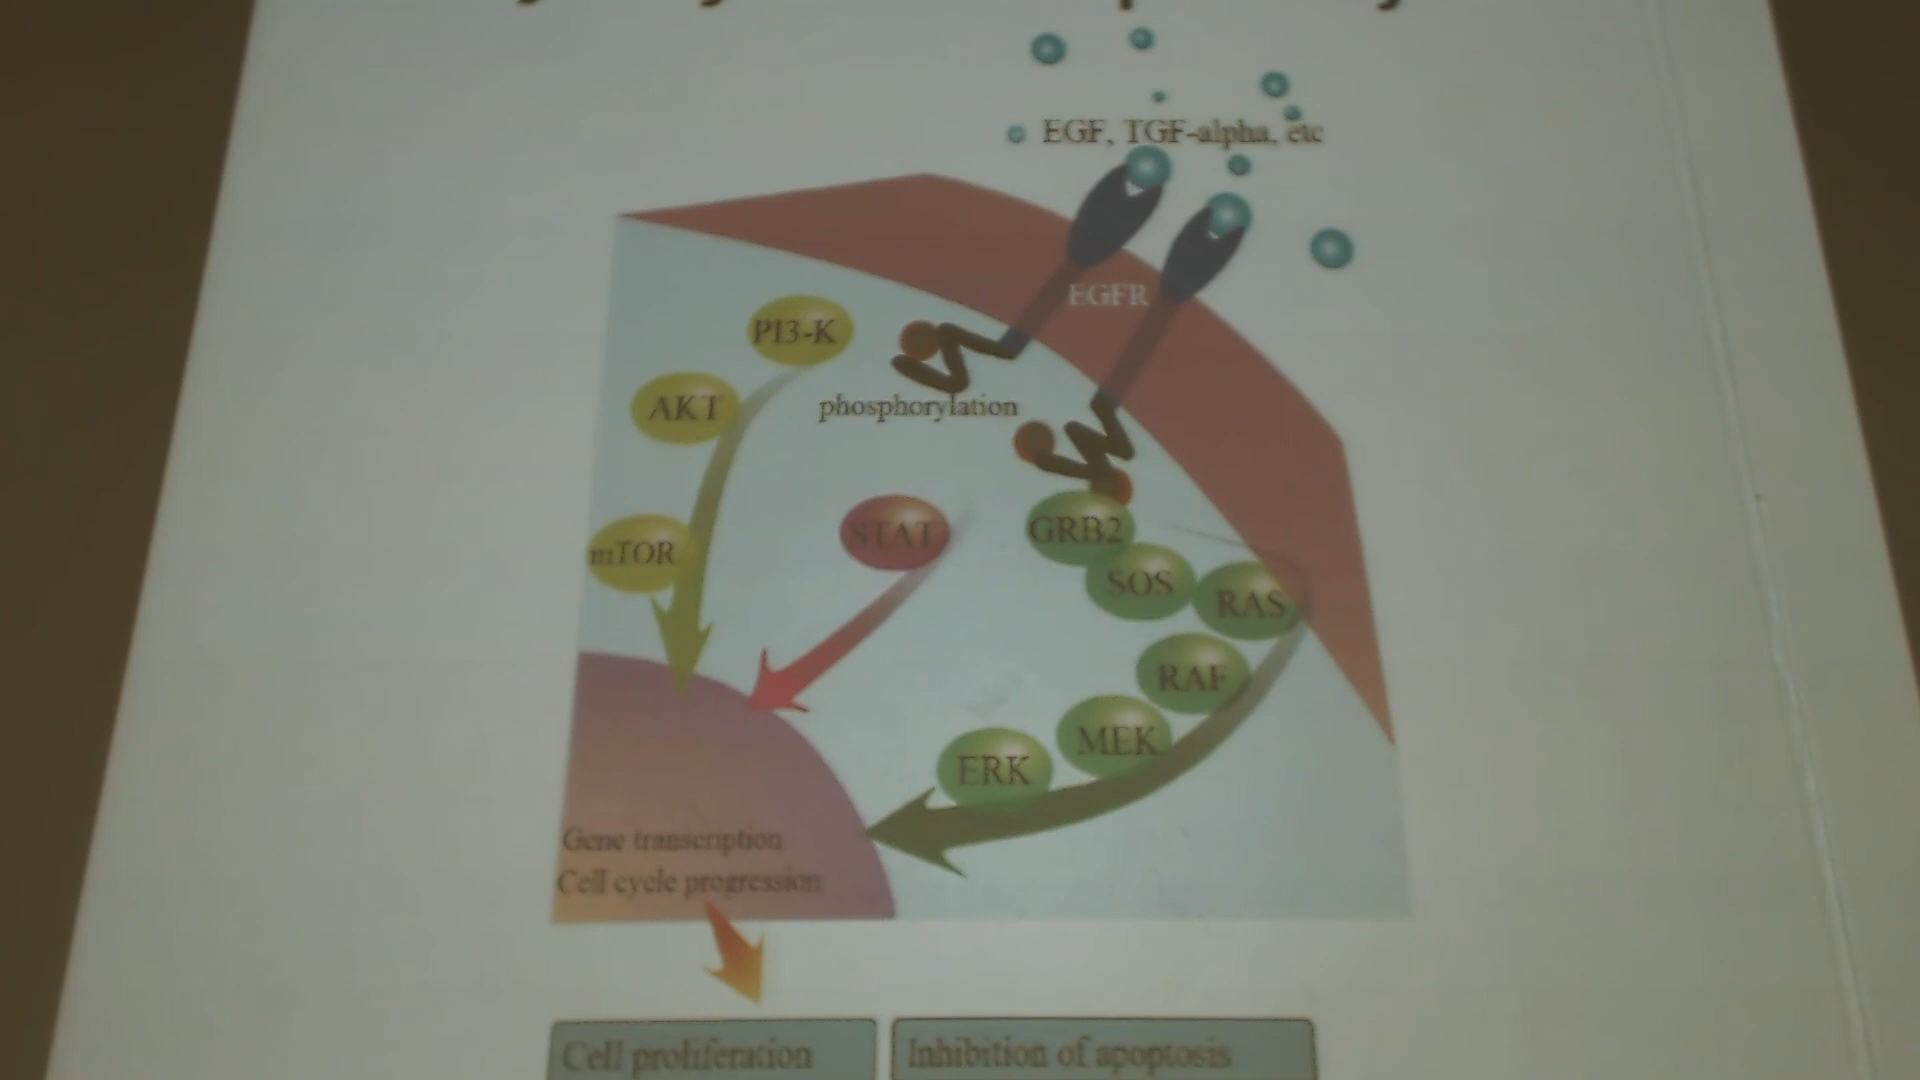 EGF, TGF-alpha, etc
EGFR
PI3-K
AKT
phosphorylation
mTOR
STAT
GRB2
SOS
RAS
RAF
MEK
ERK
Gene transcription
Cell cycle progression
Cell proliferation
Inhibition of apoptosis